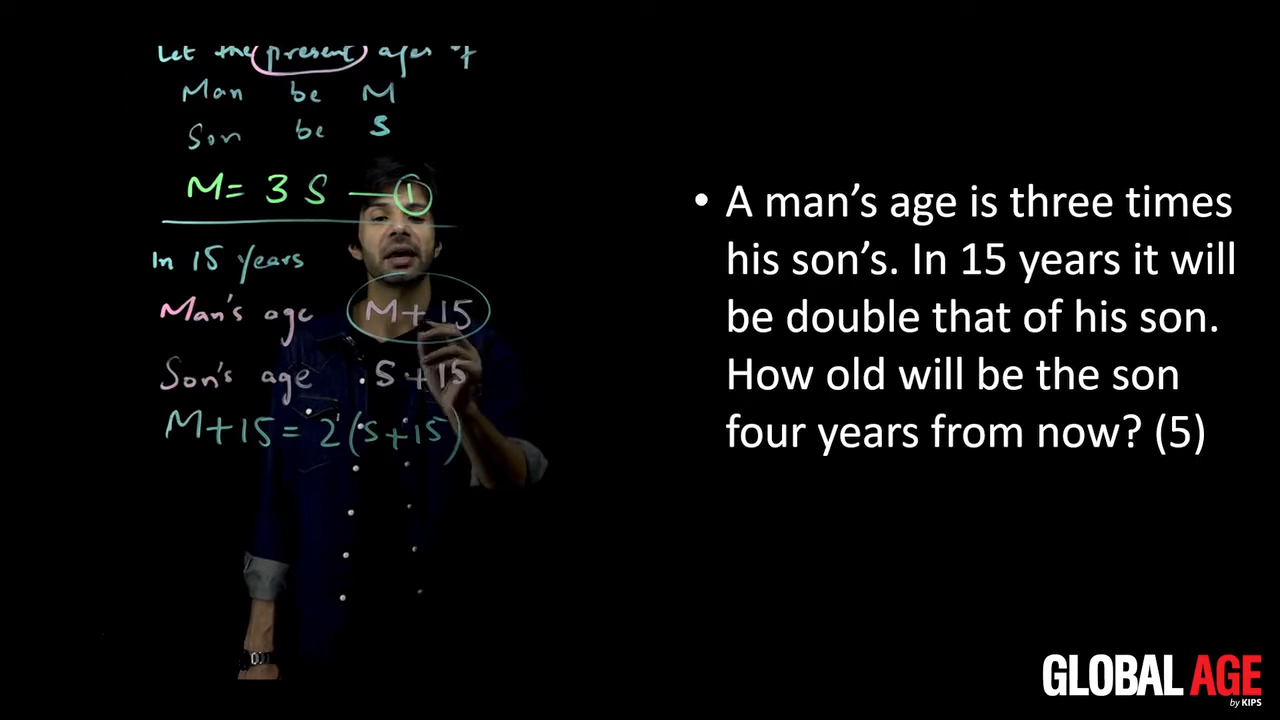 Let the present ages of
Man be M
Son be S
M = 3 S — 1
In 15 years
Man's age M+15
Son's age S+15
M+15 = 2 (S+15)
• A man’s age is three times
his son’s. In 15 years it will
be double that of his son.
How old will be the son
four years from now? (5)
GLOBAL AGE
by KIPS